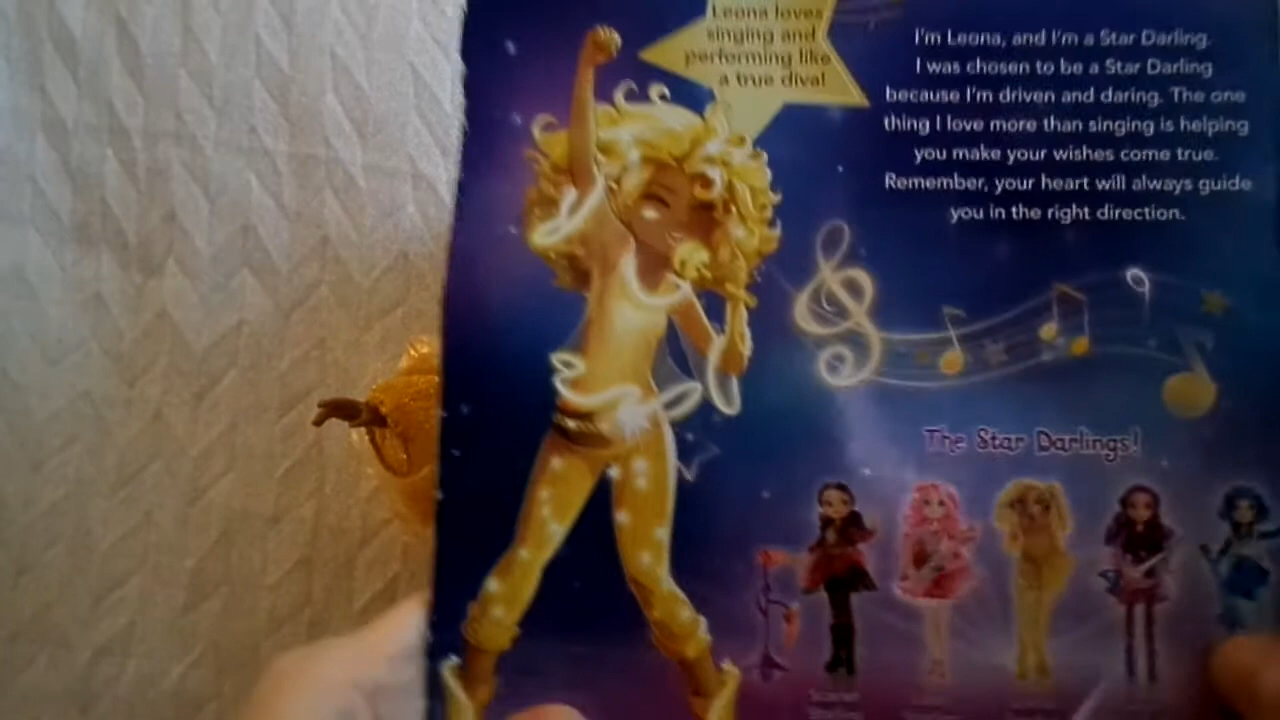 Leona loves
singing and
performing like
a true diva!
I'm Leona, and I'm a Star Darling.
I was chosen to be a Star Darling
because I'm driven and daring. The one
thing I love more than singing is helping
you make your wishes come true.
Remember, your heart will always guide
you in the right direction.
The Star Darlings!